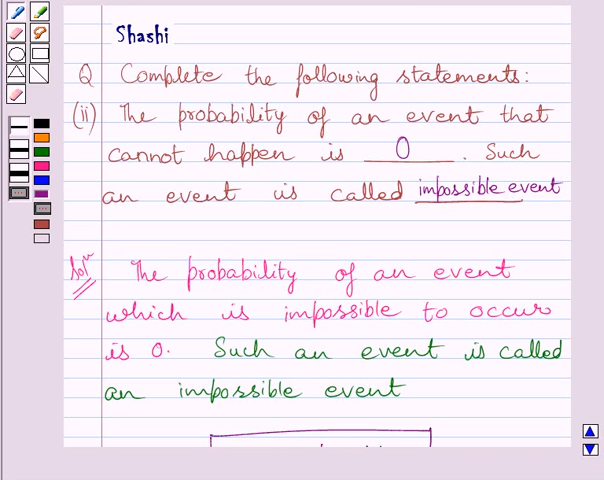 Shashi
Q Complete the following statements:
(ii) The probability of an event that
cannot happen is 0. Such
an event is called impossible event
Solⁿ The probability of an event
which is impossible to occur
is 0. Such an event is called
an impossible event